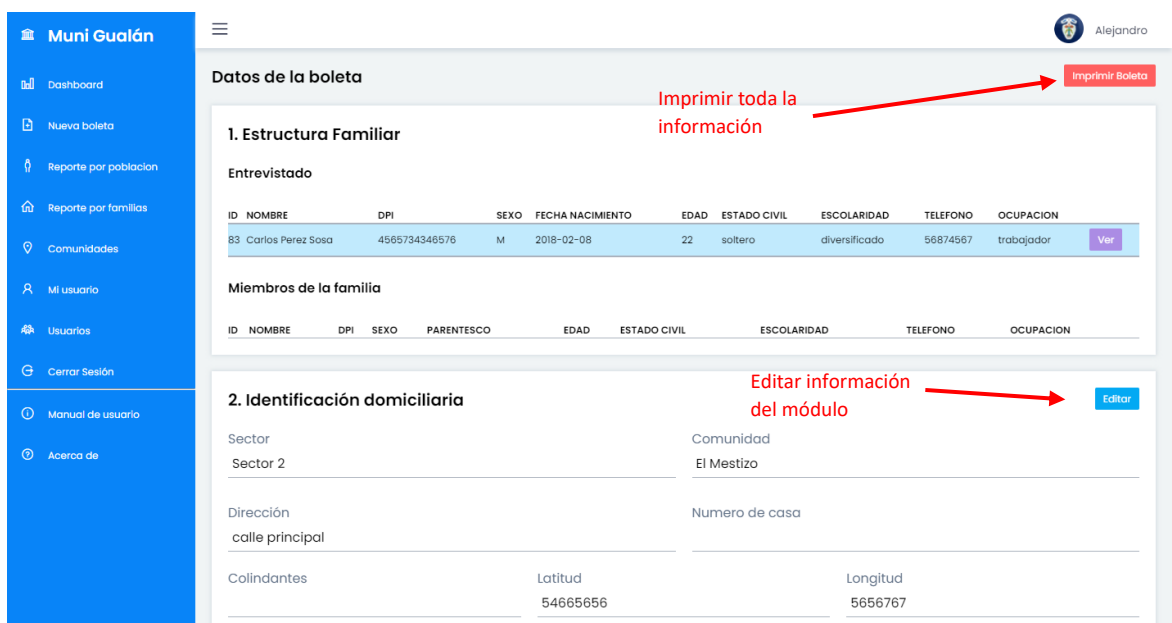 Muni Gualán
Alejandro
Dashboard
Nueva boleta
Reporte por poblacion
Reporte por familias
Comunidades
Mi usuario
Usuarios
Cerrar Sesión
Manual de usuario
Acerca de
Datos de la boleta
Imprimir Boleta
Imprimir toda la
información
1. Estructura Familiar
Entrevistado
ID NOMBRE DPI SEXO FECHA NACIMIENTO EDAD ESTADO CIVIL ESCOLARIDAD TELEFONO OCUPACION
83 Carlos Perez Sosa 4565734346576 M 2018-02-08 22 soltero diversificado 56874567 trabajador Ver
Miembros de la familia
ID NOMBRE DPI SEXO PARENTESCO EDAD ESTADO CIVIL ESCOLARIDAD TELEFONO OCUPACION
Editar información
del módulo
2. Identificación domiciliaria
Editar
Sector Comunidad
Sector 2 El Mestizo
Dirección Numero de casa
calle principal
Colindantes Latitud Longitud
54665656 5656767